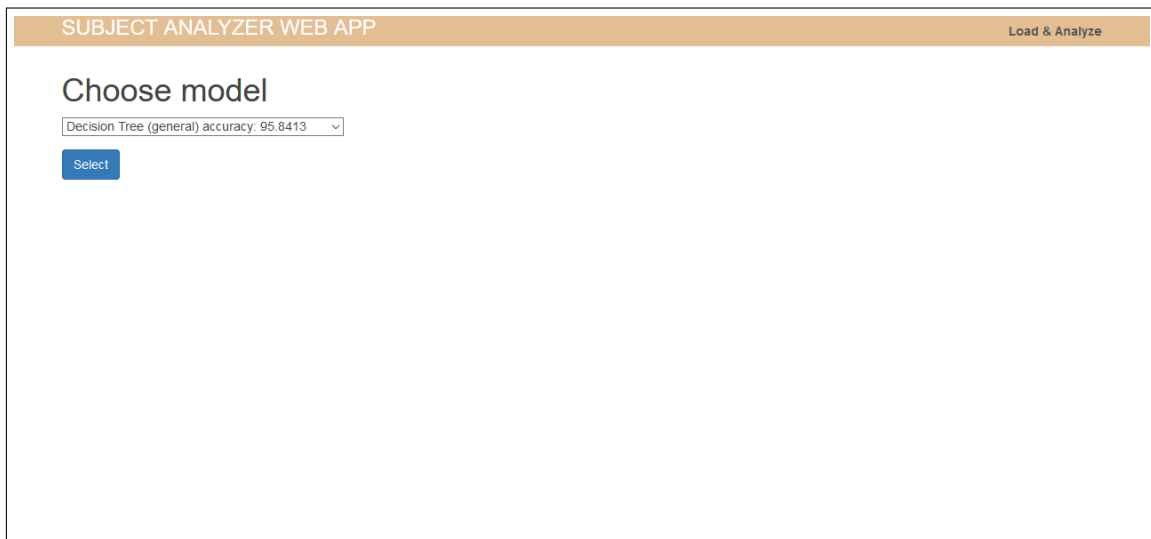 SUBJECT ANALYZER WEB APP
Load & Analyze
Choose model
Decision Tree (general) accuracy: 95.8413
Select